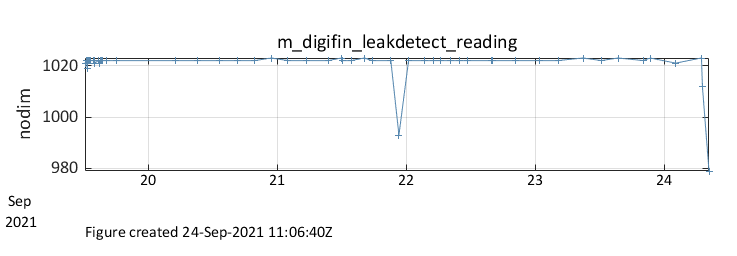 m_digifin_leakdetect_reading
1020
1000
980
nodim
20 21 22 23 24
Sep
2021
Figure created 24-Sep-2021 11:06:40Z